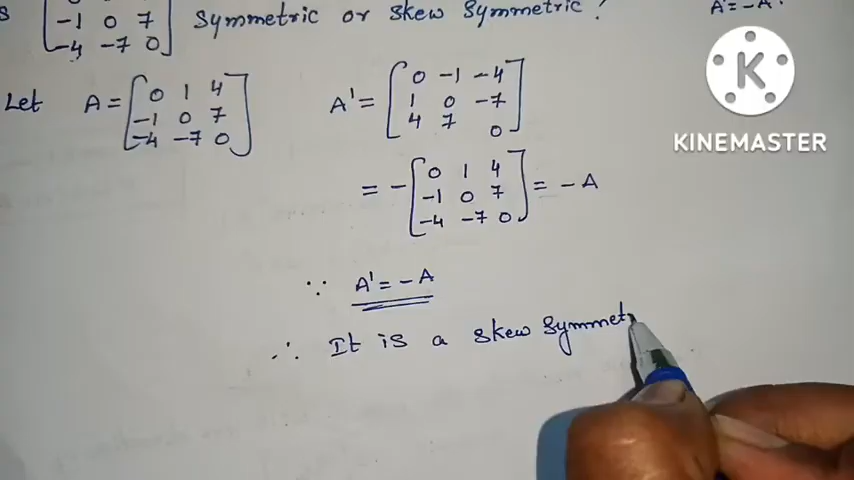 -1 0 7 Symmetric or skew symmetric?
-4 -7 0
A' = -A.
KINEMASTER
Let A = [0 1 4
-1 0 7
-4 -7 0]
A' = [0 -1 -4
1 0 -7
4 7 0]
= - [0 1 4
-1 0 7
-4 -7 0] = -A
∵ A' = -A
∴ It is a skew symmet